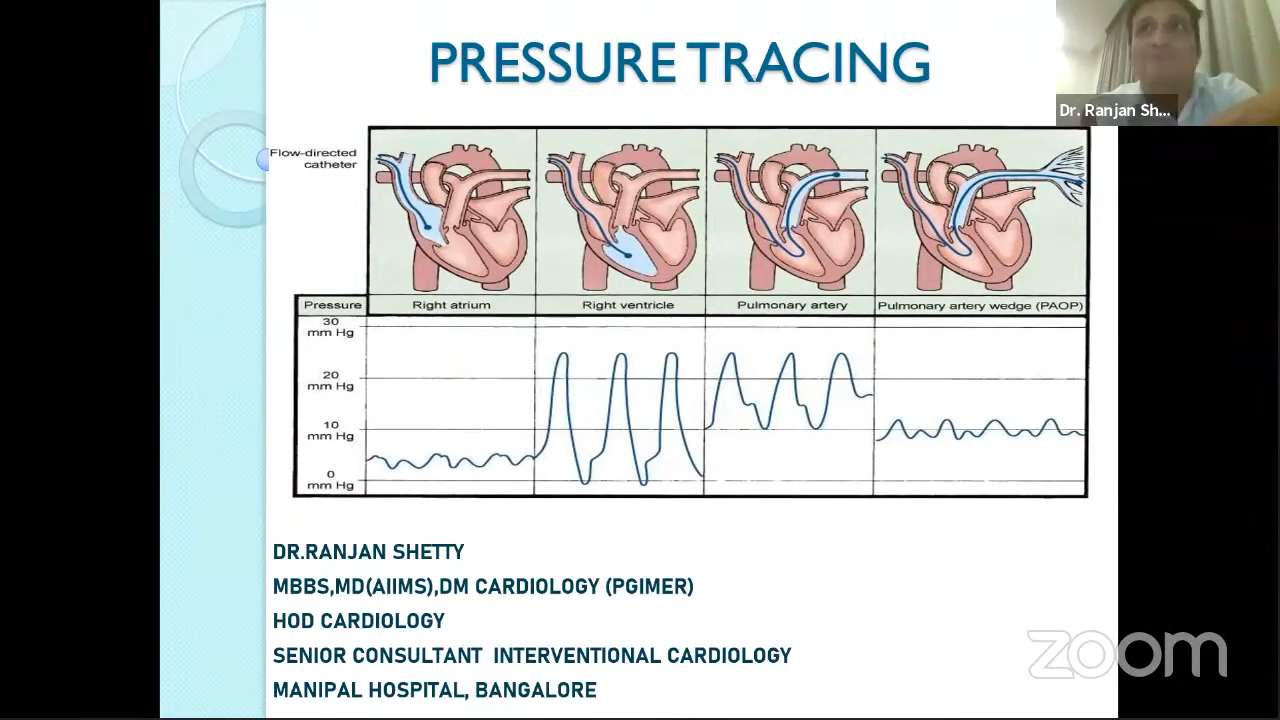 PRESSURE TRACING
Dr. Ranjan Sh...
Flow-directed
catheter
Pressure
Right atrium
Right ventricle
Pulmonary artery
Pulmonary artery wedge (PAOP)
30
mm Hg
20
mm Hg
10
mm Hg
0
mm Hg
DR.RANJAN SHETTY
MBBS,MD(AIIMS),DM CARDIOLOGY (PGIMER)
HOD CARDIOLOGY
SENIOR CONSULTANT INTERVENTIONAL CARDIOLOGY
MANIPAL HOSPITAL, BANGALORE
zoom